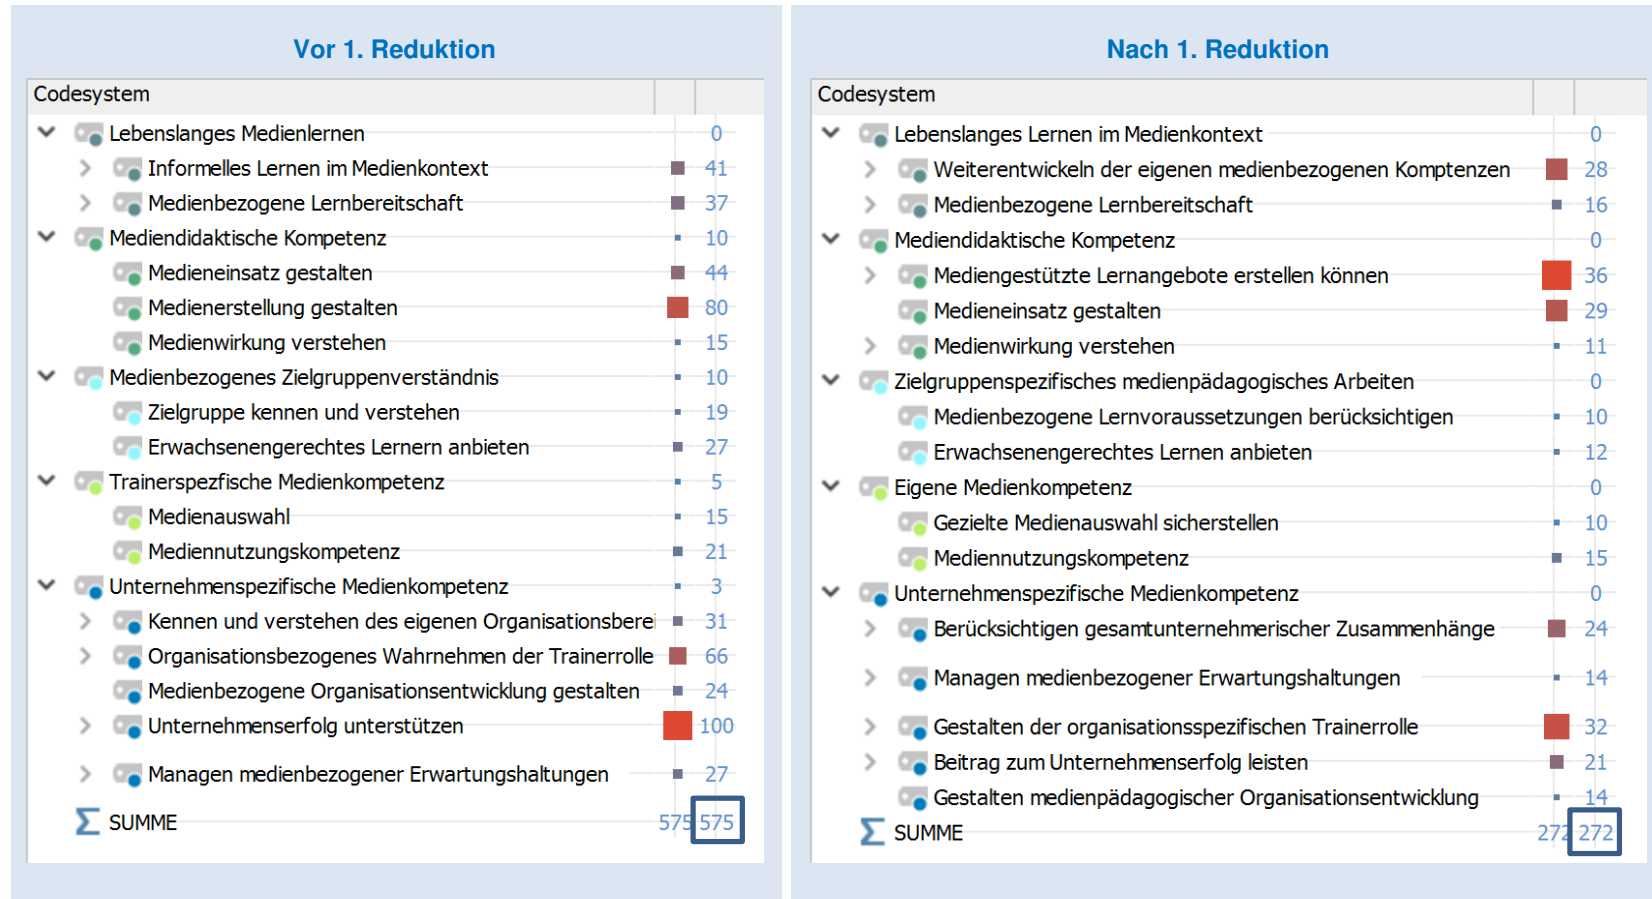 Vor 1. Reduktion
Codesystem
Lebenslanges Medienlernen 0
Informelles Lernen im Medienkontext 41
Medienbezogene Lernbereitschaft 37
Mediendidaktische Kompetenz 10
Medieneinsatz gestalten 44
Medienerstellung gestalten 80
Medienwirkung verstehen 15
Medienbezogenes Zielgruppenverständnis 10
Zielgruppe kennen und verstehen 19
Erwachsenengerechtes Lernern anbieten 27
Trainerspezfische Medienkompetenz 5
Medienauswahl 15
Mediennutzungskompetenz 21
Unternehmenspezifische Medienkompetenz 3
Kennen und verstehen des eigenen Organisationsberei 31
Organisationsbezogenes Wahrnehmen der Trainerrolle 66
Medienbezogene Organisationsentwicklung gestalten 24
Unternehmenserfolg unterstützen 100
Managen medienbezogener Erwartungshaltungen 27
Σ SUMME 575 575
Nach 1. Reduktion
Codesystem
Lebenslanges Lernen im Medienkontext 0
Weiterentwickeln der eigenen medienbezogenen Komptenzen 28
Medienbezogene Lernbereitschaft 16
Mediendidaktische Kompetenz 0
Mediengestützte Lernangebote erstellen können 36
Medieneinsatz gestalten 29
Medienwirkung verstehen 11
Zielgruppenspezifisches medienpädagogisches Arbeiten 0
Medienbezogene Lernvoraussetzungen berücksichtigen 10
Erwachsenengerechtes Lernen anbieten 12
Eigene Medienkompetenz 0
Gezielte Medienauswahl sicherstellen 10
Mediennutzungskompetenz 15
Unternehmenspezifische Medienkompetenz 0
Berücksichtigen gesamtunternehmerischer Zusammenhänge 24
Managen medienbezogener Erwartungshaltungen 14
Gestalten der organisationsspezifischen Trainerrolle 32
Beitrag zum Unternehmenserfolg leisten 21
Gestalten medienpädagogischer Organisationsentwicklung 14
Σ SUMME 272 272